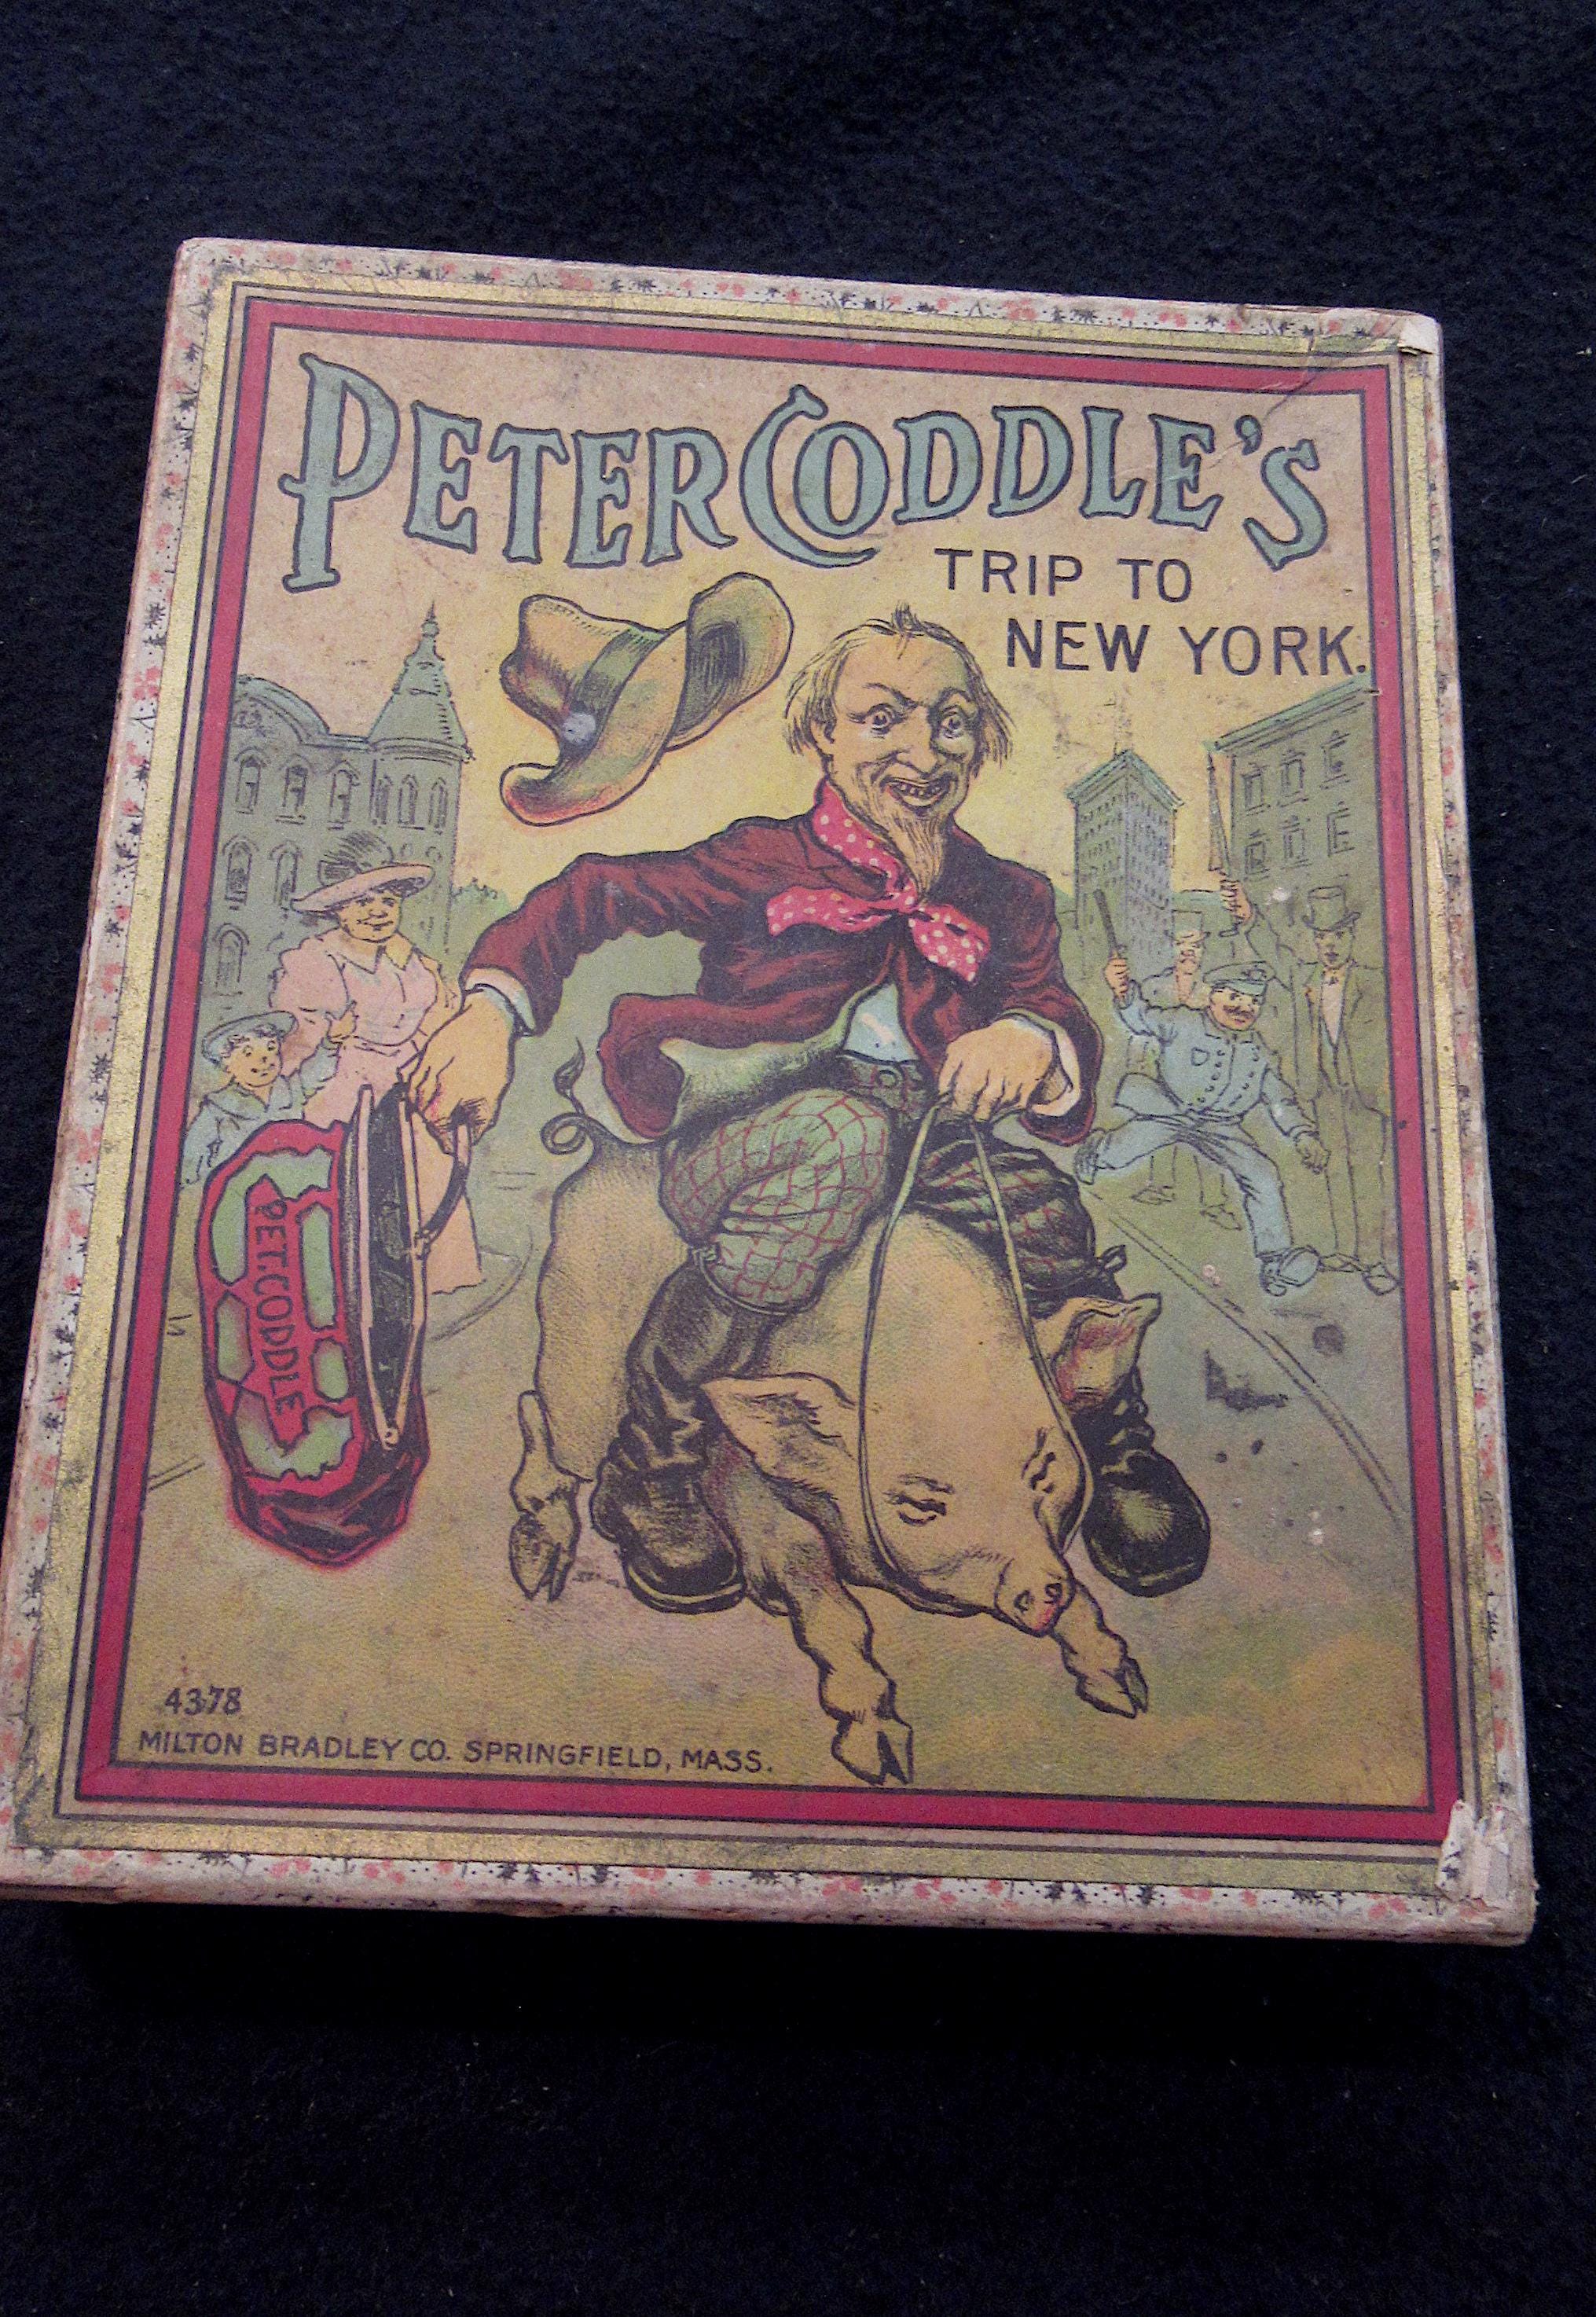 PETER CODDLE'S
TRIP TO
NEW YORK.
PET. CODDLE
4378
MILTON BRADLEY CO. SPRINGFIELD, MASS.